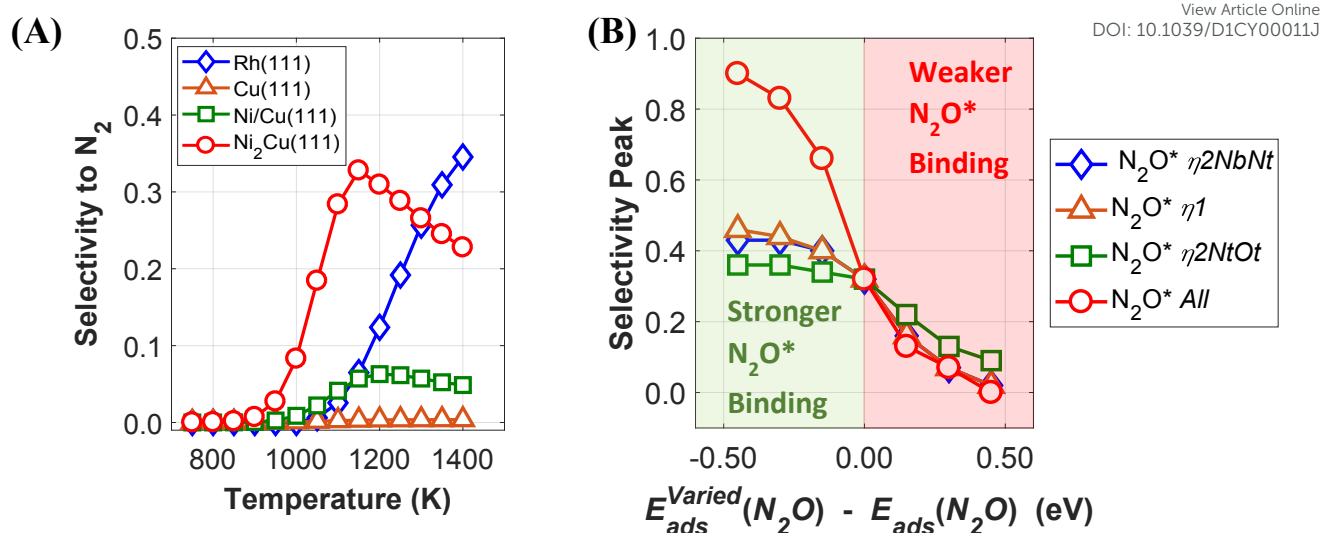 View Article Online
DOI: 10.1039/D1CY00011J
(A)
Selectivity to N2
0.5
0.4
0.3
0.2
0.1
0.0
Rh(111)
Cu(111)
Ni/Cu(111)
Ni2Cu(111)
800 1000 1200 1400
Temperature (K)
(B)
Selectivity Peak
1.0
0.8
0.6
0.4
0.2
0.0
Weaker
N2O*
Binding
Stronger
N2O*
Binding
-0.50 0.00 0.50
E_ads^Varied(N2O) - E_ads(N2O) (eV)
N2O* η2NbNt
N2O* η1
N2O* η2NtOt
N2O* All